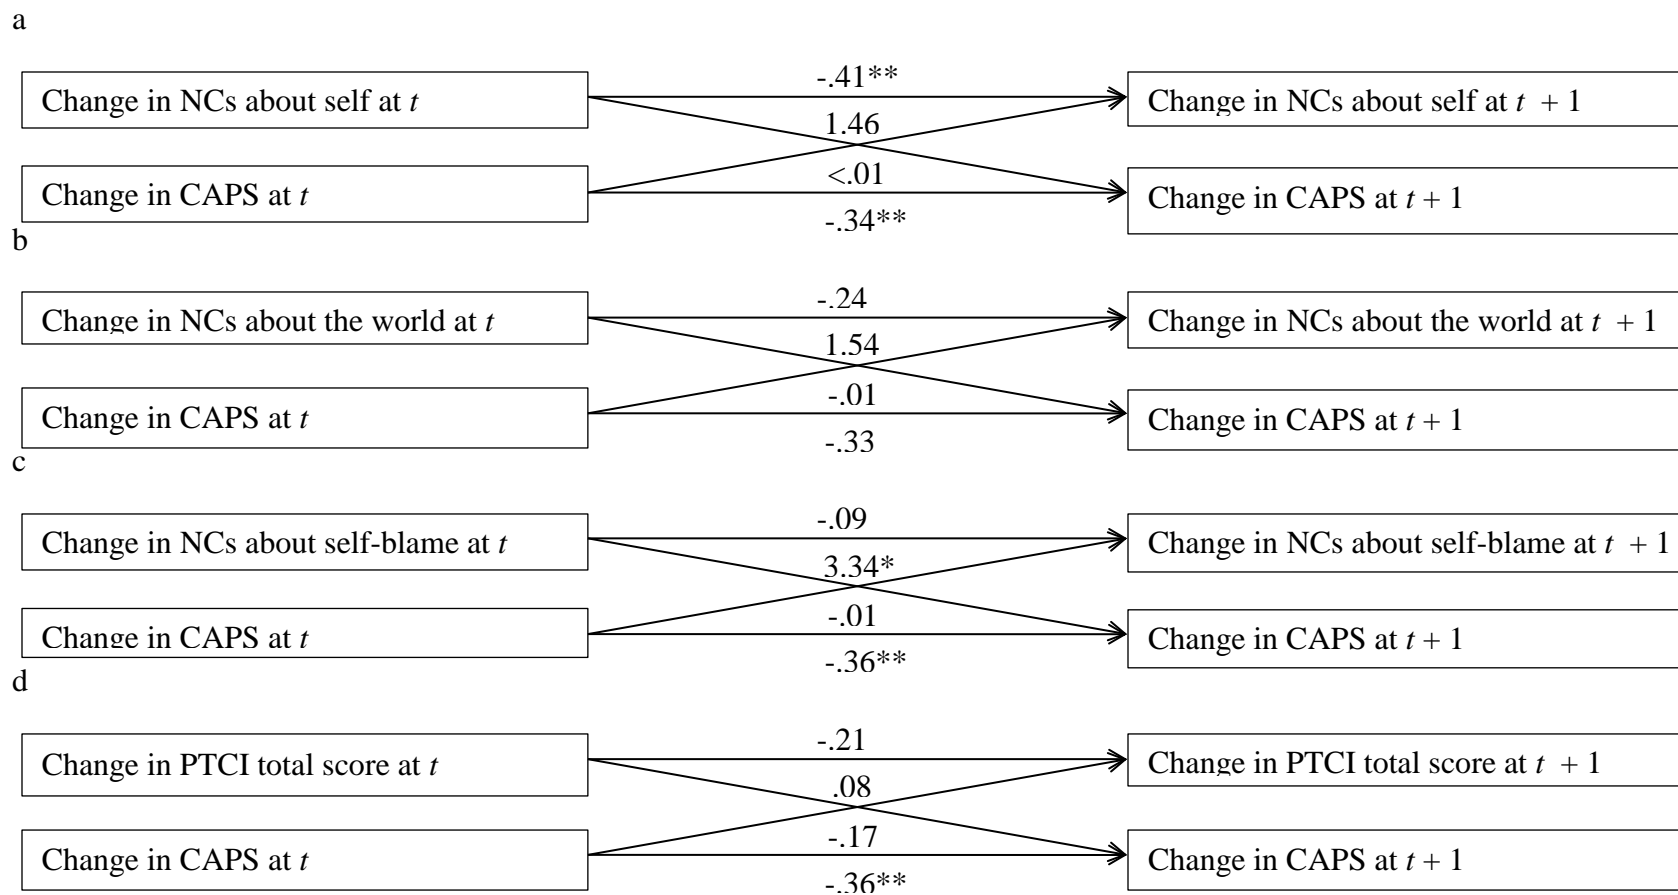 a
-.41**
Change in NCs about self at t
Change in NCs about self at t + 1
1.46
<.01
Change in CAPS at t
Change in CAPS at t + 1
-.34**
b
-.24
Change in NCs about the world at t
Change in NCs about the world at t + 1
1.54
-.01
Change in CAPS at t
Change in CAPS at t + 1
-.33
c
-.09
Change in NCs about self-blame at t
Change in NCs about self-blame at t + 1
3.34*
-.01
Change in CAPS at t
Change in CAPS at t + 1
-.36**
d
-.21
Change in PTCI total score at t
Change in PTCI total score at t + 1
.08
-.17
Change in CAPS at t
Change in CAPS at t + 1
-.36**